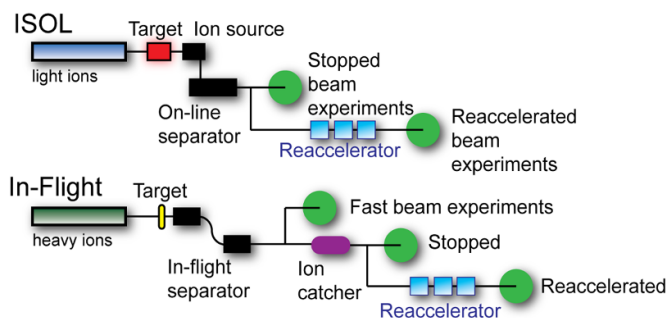 ISOL
Target
Ion source
light ions
Stopped
beam
experiments
On-line
separator
Reaccelerated
beam
experiments
Reaccelerator
In-Flight
Target
Fast beam experiments
heavy ions
Stopped
In-flight
separator
Ion
catcher
Reaccelerated
Reaccelerator